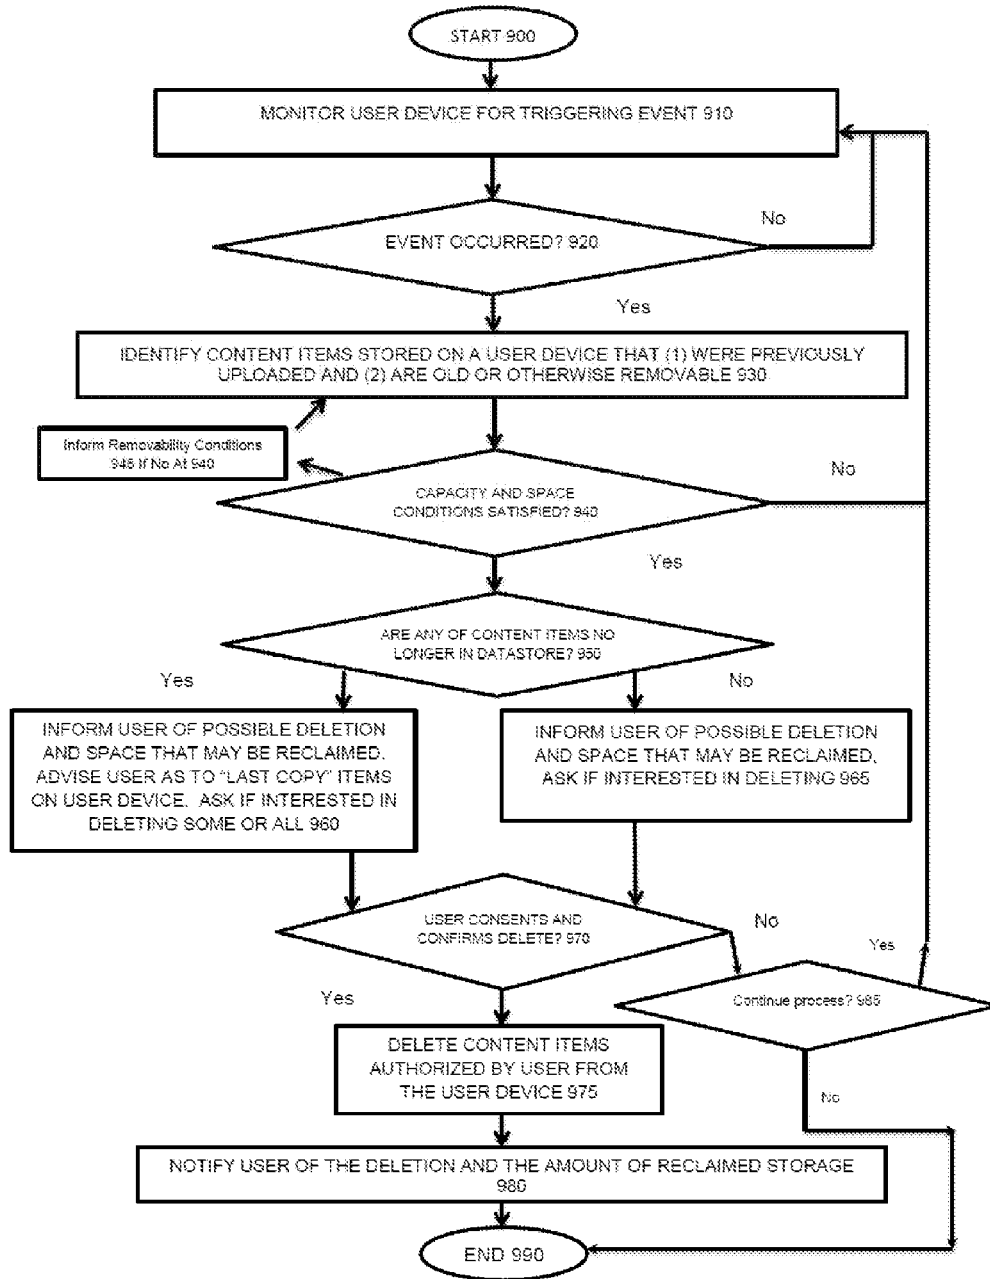 START 900
MONITOR USER DEVICE FOR TRIGGERING EVENT 910
No
EVENT OCCURRED? 920
Yes
IDENTIFY CONTENT ITEMS STORED ON A USER DEVICE THAT (1) WERE PREVIOUSLY
UPLOADED AND (2) ARE OLD OR OTHERWISE REMOVABLE 930
Inform Removability Conditions
945 If No At 940
No
CAPACITY AND SPACE
CONDITIONS SATISFIED? 940
Yes
ARE ANY OF CONTENT ITEMS NO
LONGER IN DATASTORE? 950
Yes
No
INFORM USER OF POSSIBLE DELETION
AND SPACE THAT MAY BE RECLAIMED.
ADVISE USER AS TO "LAST COPY" ITEMS
ON USER DEVICE. ASK IF INTERESTED IN
DELETING SOME OR ALL 960
INFORM USER OF POSSIBLE DELETION
AND SPACE THAT MAY BE RECLAIMED,
ASK IF INTERESTED IN DELETING 965
USER CONSENTS AND
CONFIRMS DELETE? 970
No
Yes
Yes
Continue process? 985
DELETE CONTENT ITEMS
AUTHORIZED BY USER FROM
THE USER DEVICE 975
No
NOTIFY USER OF THE DELETION AND THE AMOUNT OF RECLAIMED STORAGE
980
END 990